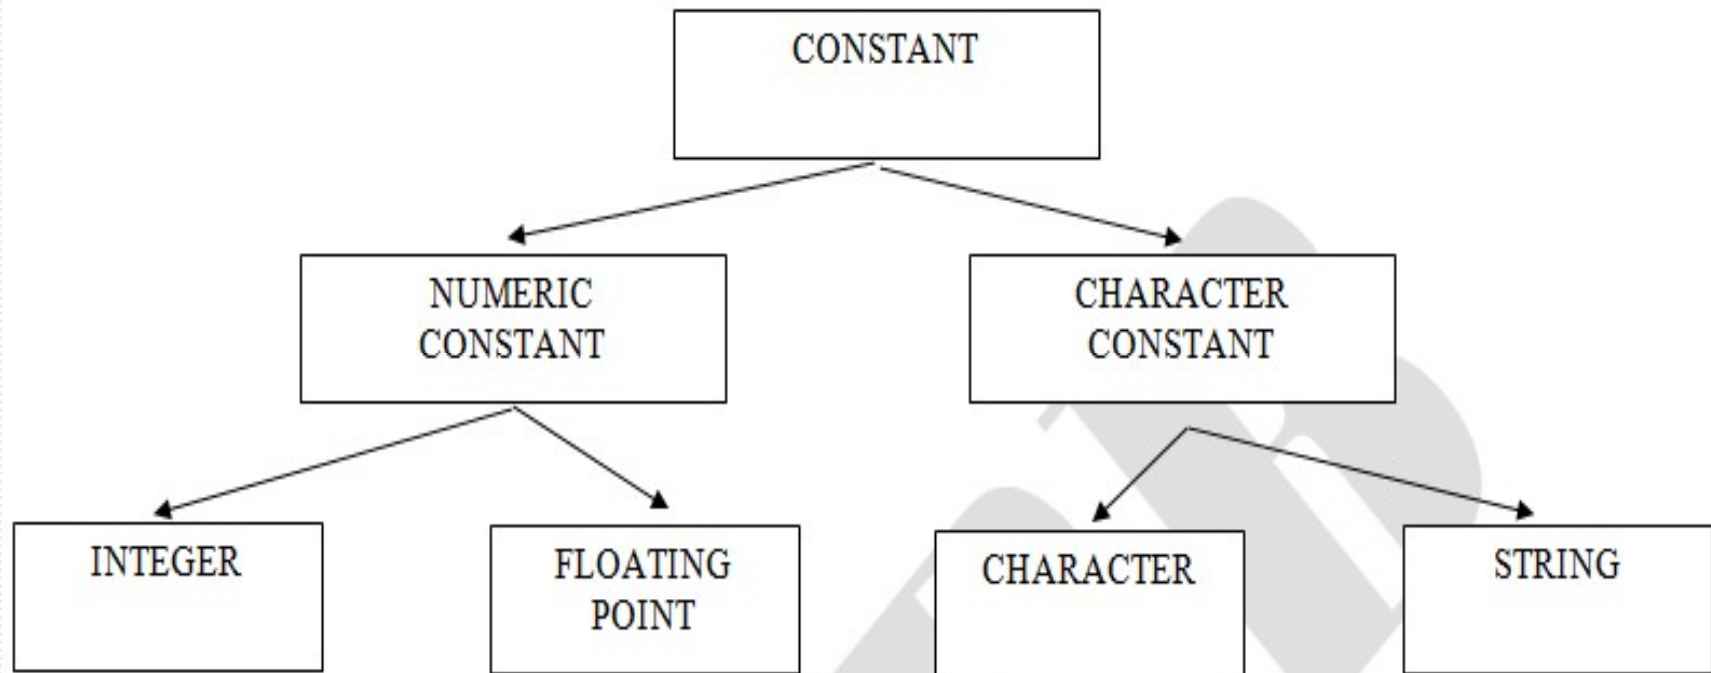 CONSTANT
NUMERIC
CONSTANT
CHARACTER
CONSTANT
INTEGER
FLOATING
POINT
CHARACTER
STRING